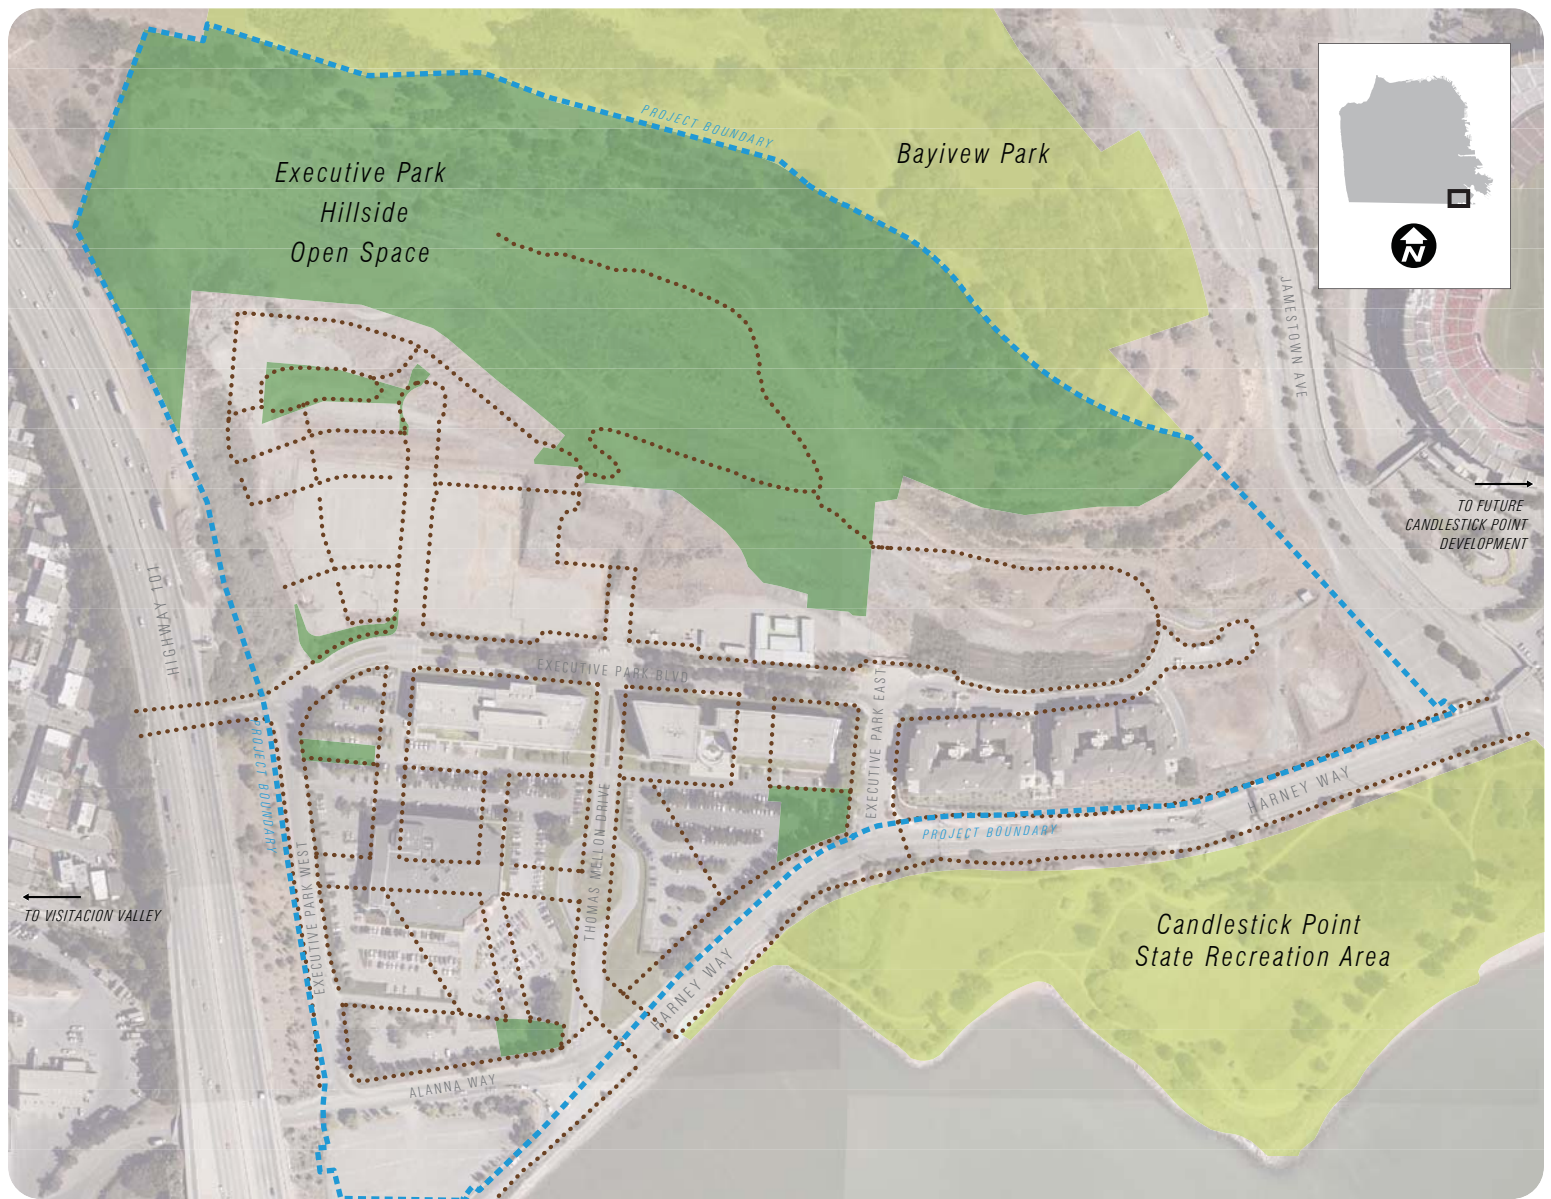 PROJECT BOUNDARY
Bayivew Park
Executive Park
Hillside
Open Space
N
JAMESTOWN AVE
TO FUTURE
CANDLESTICK POINT
DEVELOPMENT
HIGHWAY 101
EXECUTIVE PARK BLVD
EXECUTIVE PARK EAST
PROJECT BOUNDARY
HARNEY WAY
PROJECT BOUNDARY
THOMAS MELLON DRIVE
EXECUTIVE PARK WEST
TO VISITACION VALLEY
Candlestick Point
State Recreation Area
HARNEY WAY
ALANNA WAY